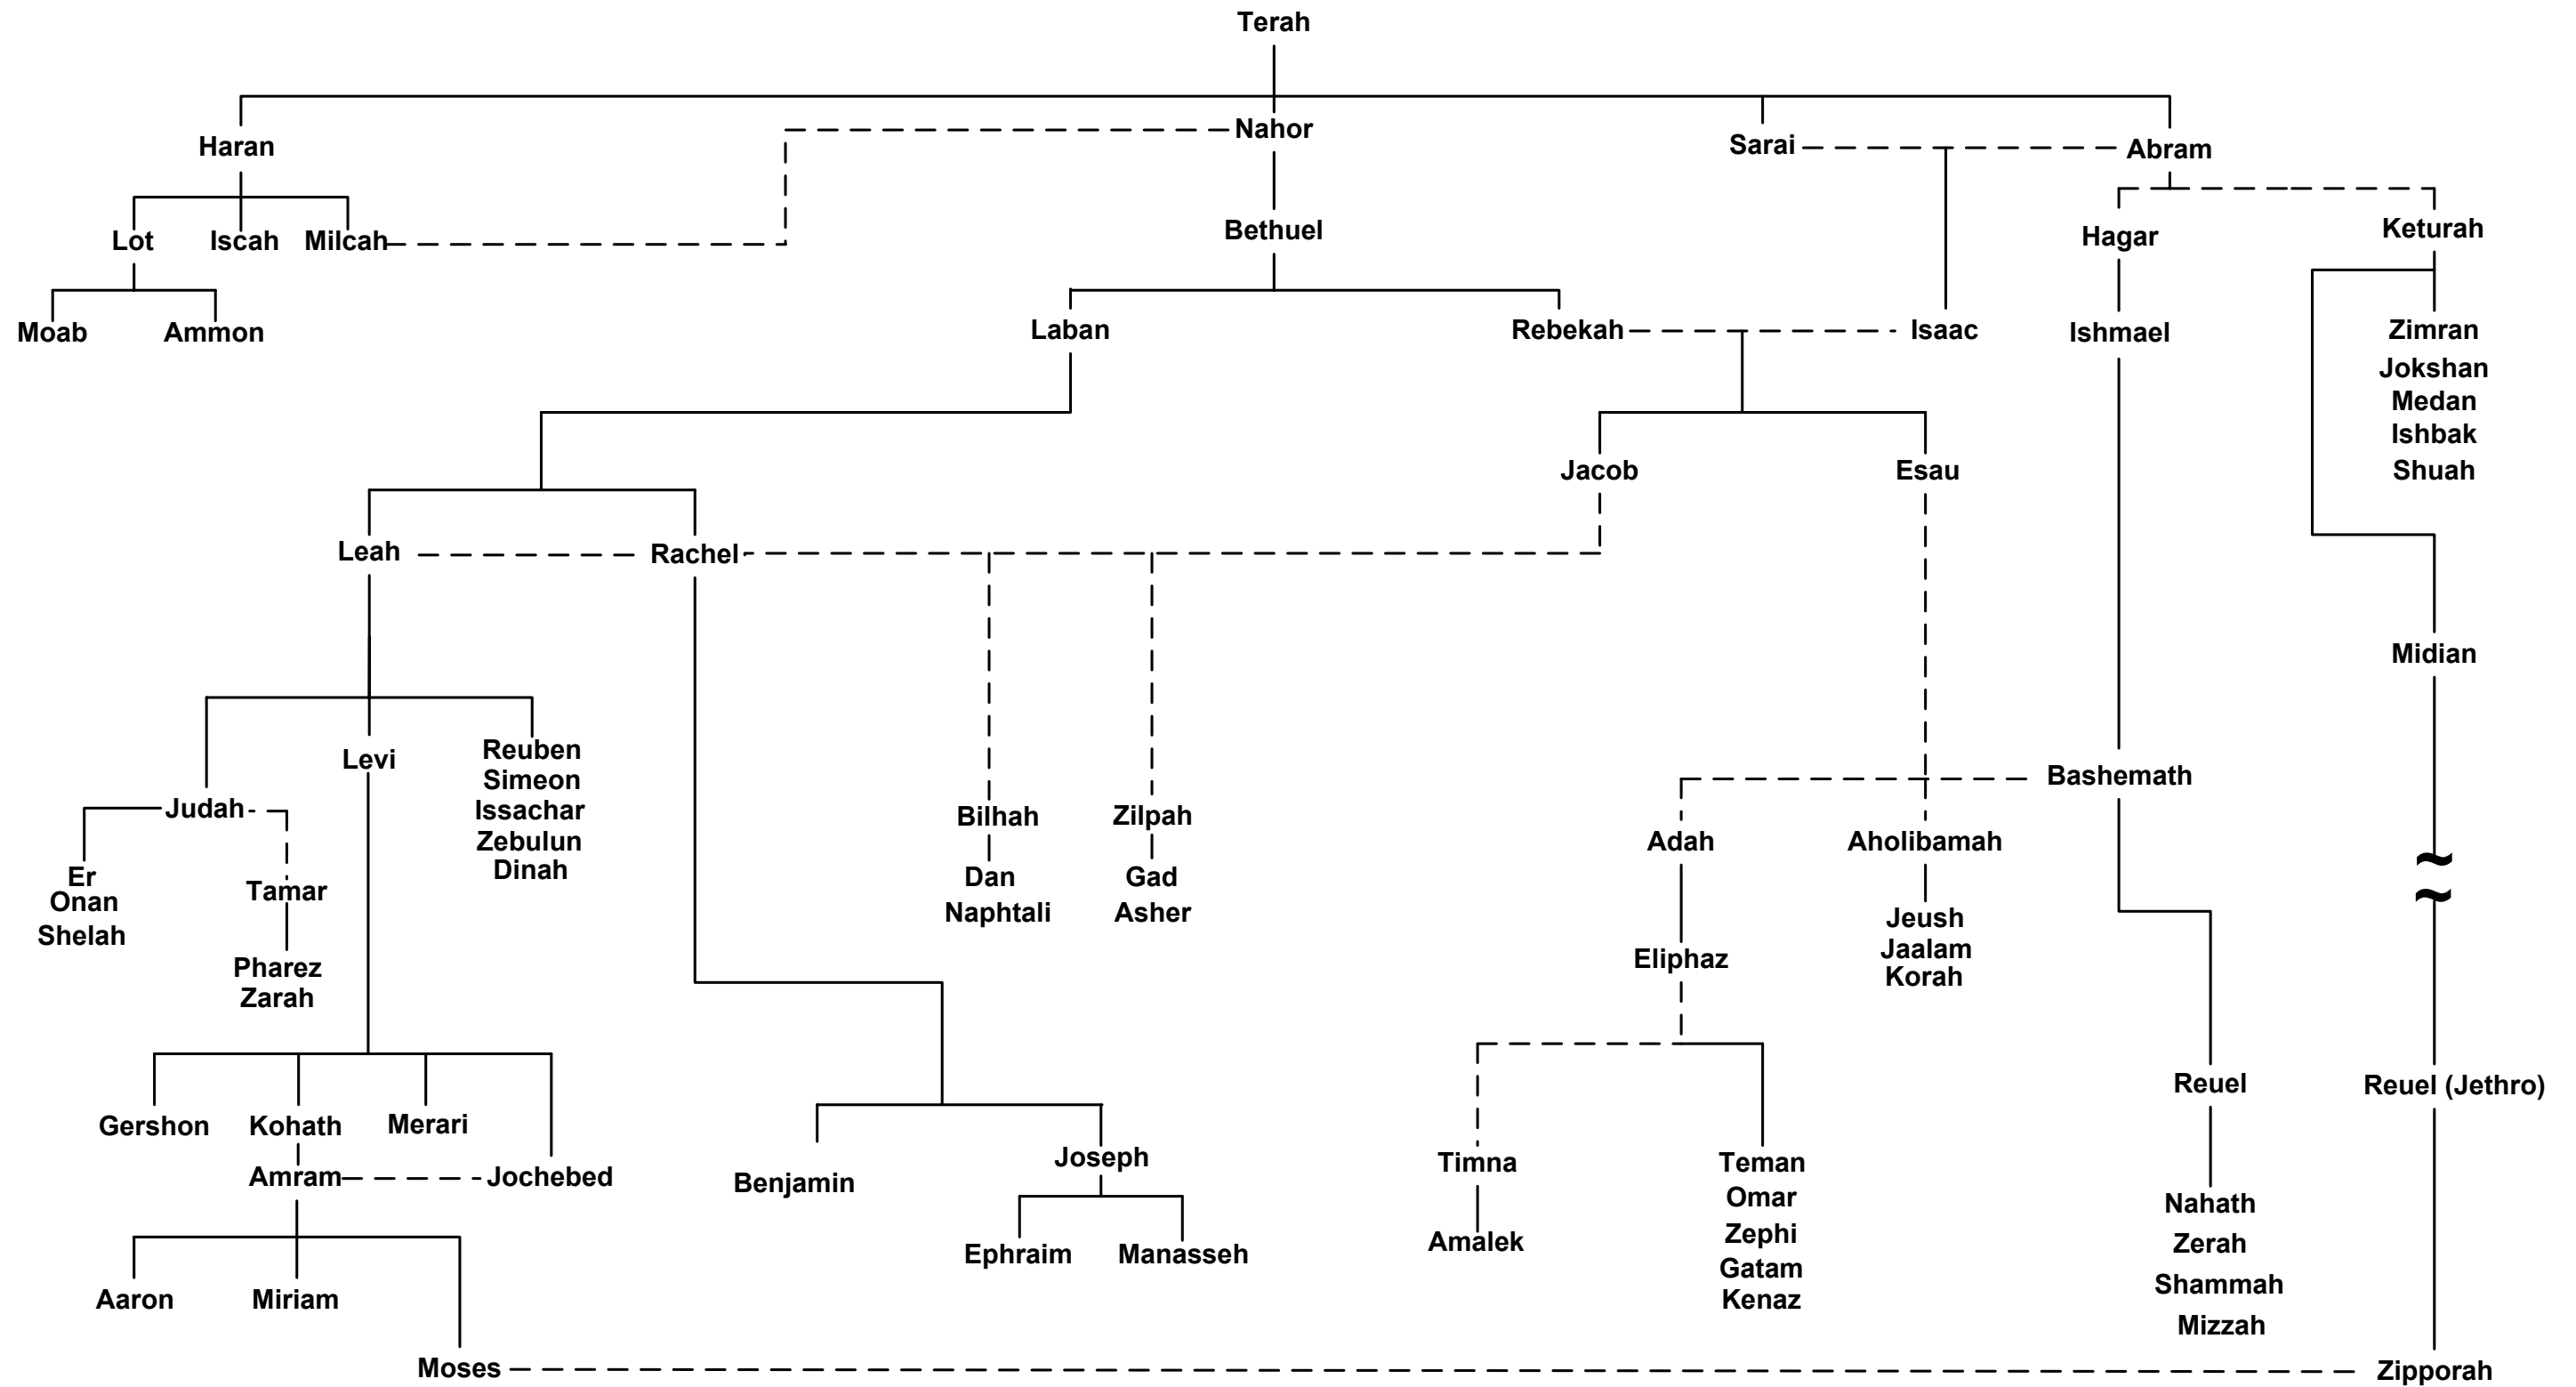 Terah
Haran
Nahor
Sarai
Abram
Lot
Iscah
Milcah
Bethuel
Hagar
Keturah
Moab
Ammon
Laban
Rebekah
Isaac
Ishmael
Zimran
Jokshan
Medan
Ishbak
Shuah
Jacob
Esau
Leah
Rachel
Midian
Levi
Reuben
Simeon
Issachar
Zebulun
Dinah
Judah
Bashemath
Er
Onan
Shelah
Tamar
Pharez
Zarah
Bilhah
Dan
Naphtali
Zilpah
Gad
Asher
Adah
Aholibamah
Jeush
Jaalam
Korah
Eliphaz
Reuel
Reuel (Jethro)
Gershon
Kohath
Merari
Amram
Jochebed
Benjamin
Joseph
Ephraim
Manasseh
Timna
Amalek
Teman
Omar
Zephi
Gatam
Kenaz
Nahath
Zerah
Shammah
Mizzah
Aaron
Miriam
Moses
Zipporah